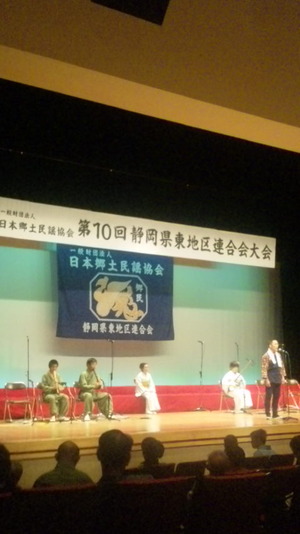 一般財団法人
日本郷土民謡協会 第10回静岡県東地区連合会大会
一般財団法人
日本郷土民謡協会
郷民
静岡県東地区連合会